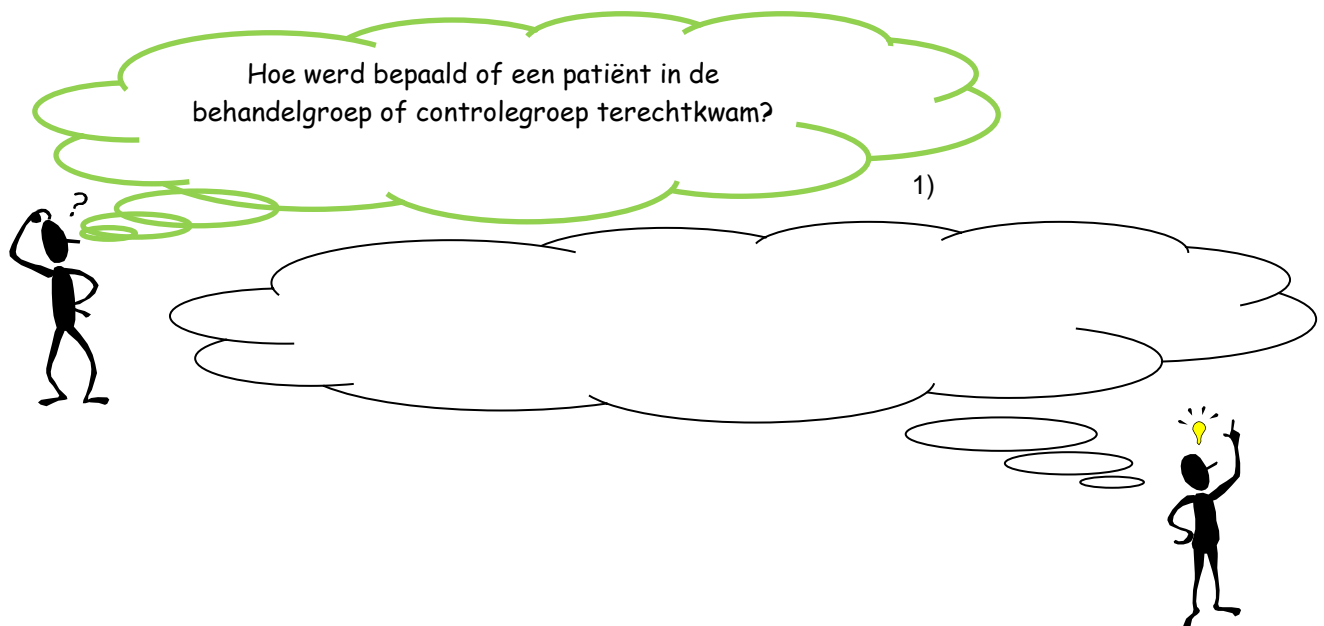 Hoe werd bepaald of een patiënt in de
behandelgroep of controlegroep terechtkwam?
1)
?